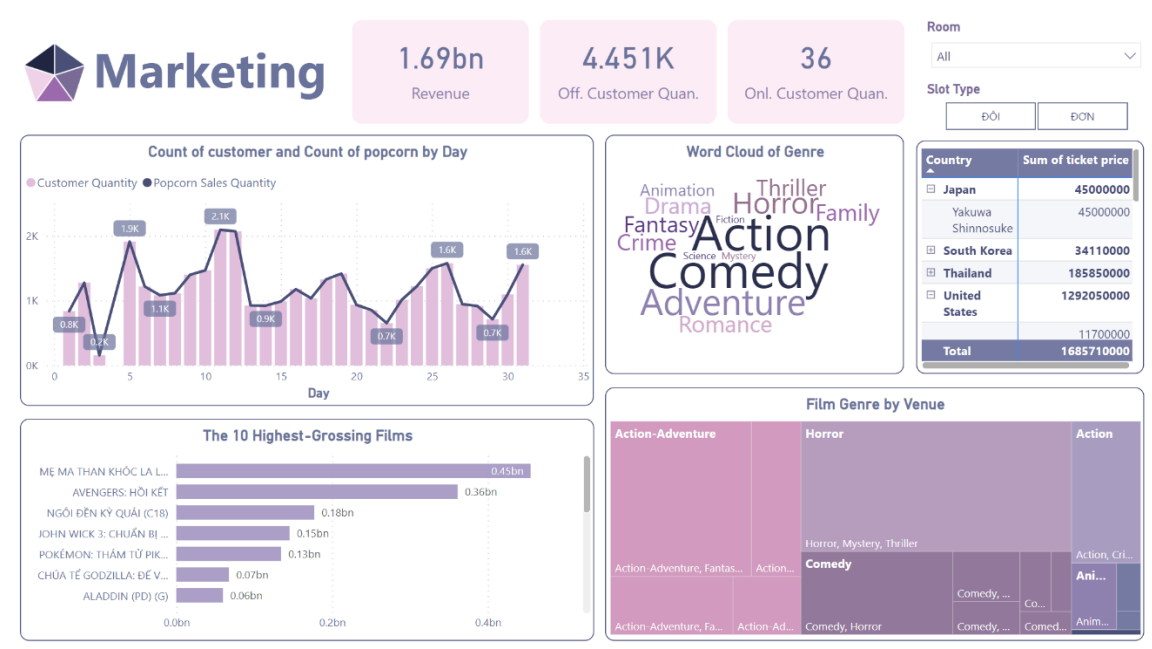 Marketing
1.69bn
Revenue
4.451K
Off. Customer Quan.
36
Onl. Customer Quan.
Room
All
Slot Type
ĐÔI
ĐƠN
Count of customer and Count of popcorn by Day
Customer Quantity
Popcorn Sales Quantity
2K
1K
0K
0.8K
0.2K
1.9K
1.1K
2.1K
0.9K
0.7K
1.6K
0.7K
1.6K
0
5
10
15
20
25
30
35
Day
Word Cloud of Genre
Animation
Thriller
Drama
Horror
Family
Fantasy
Fiction
Action
Crime
Science
Mystery
Comedy
Adventure
Romance
Country
Sum of ticket price
Japan 45000000
Yakuwa 45000000
Shinnosuke
South Korea 34110000
Thailand 185850000
United 1292050000
States
11700000
Total 1685710000
The 10 Highest-Grossing Films
MẸ MA THAN KHÓC LA L... 0.45bn
AVENGERS: HỒI KẾT 0.36bn
NGÔI ĐỀN KỲ QUÁI (C18) 0.18bn
JOHN WICK 3: CHUẨN BỊ ... 0.15bn
POKÉMON: THÁM TỬ PIK... 0.13bn
CHÚA TỂ GODZILLA: ĐẾ V... 0.07bn
ALADDIN (PD) (G) 0.06bn
0.0bn
0.2bn
0.4bn
Film Genre by Venue
Action-Adventure
Action-Adventure, Fantas...
Action...
Action-Adventure, Fa...
Action-Ad...
Horror
Horror, Mystery, Thriller
Comedy
Comedy, Horror
Comedy, ...
Comedy, ...
Co...
Comed...
Action
Action, Cri...
Ani...
Anim...